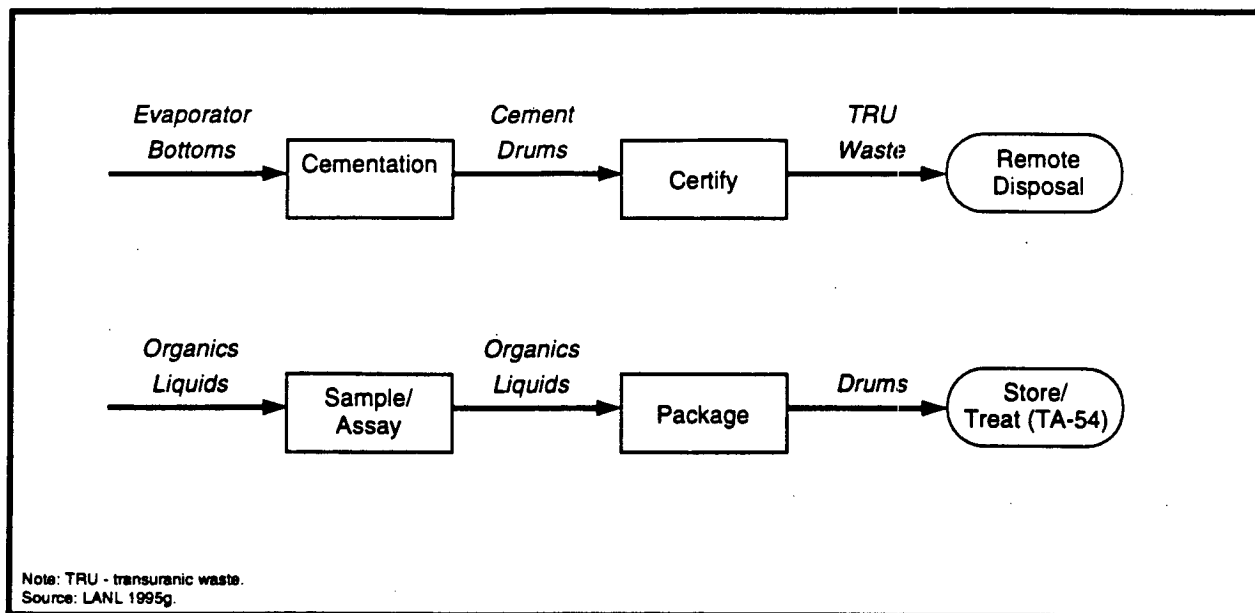 Evaporator
Bottoms
Cementation
Cement
Drums
Certify
TRU
Waste
Remote
Disposal
Organics
Liquids
Sample/
Assay
Organics
Liquids
Package
Drums
Store/
Treat (TA-54)
Note: TRU - transuranic waste.
Source: LANL 1995g.